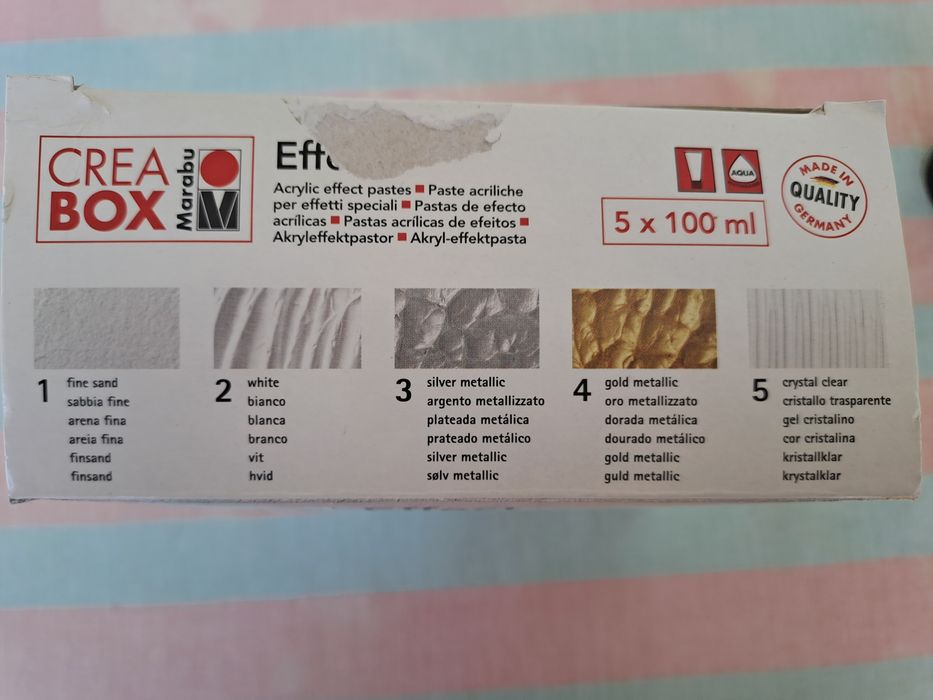 CREA
BOX
Marabu
Acrylic effect pastes ■ Paste acriliche
per effetti speciali ■ Pastas de efecto
acrílicas ■ Pastas acrílicas de efeitos ■
Akryleffektpastor ■ Akryl-effektpasta
AQUA
5 x 100 ml
MADE IN
QUALITY
GERMANY
1
fine sand
sabbia fine
arena fina
areia fina
finsand
finsand
2
white
bianco
blanca
branco
vit
hvid
3
silver metallic
argento metallizzato
plateada metálica
prateado metálico
silver metallic
sølv metallic
4
gold metallic
oro metallizzato
dorada metálica
dourado metálico
gold metallic
guld metallic
5
crystal clear
cristallo trasparente
gel cristalino
cor cristalina
kristallklar
krystalklar